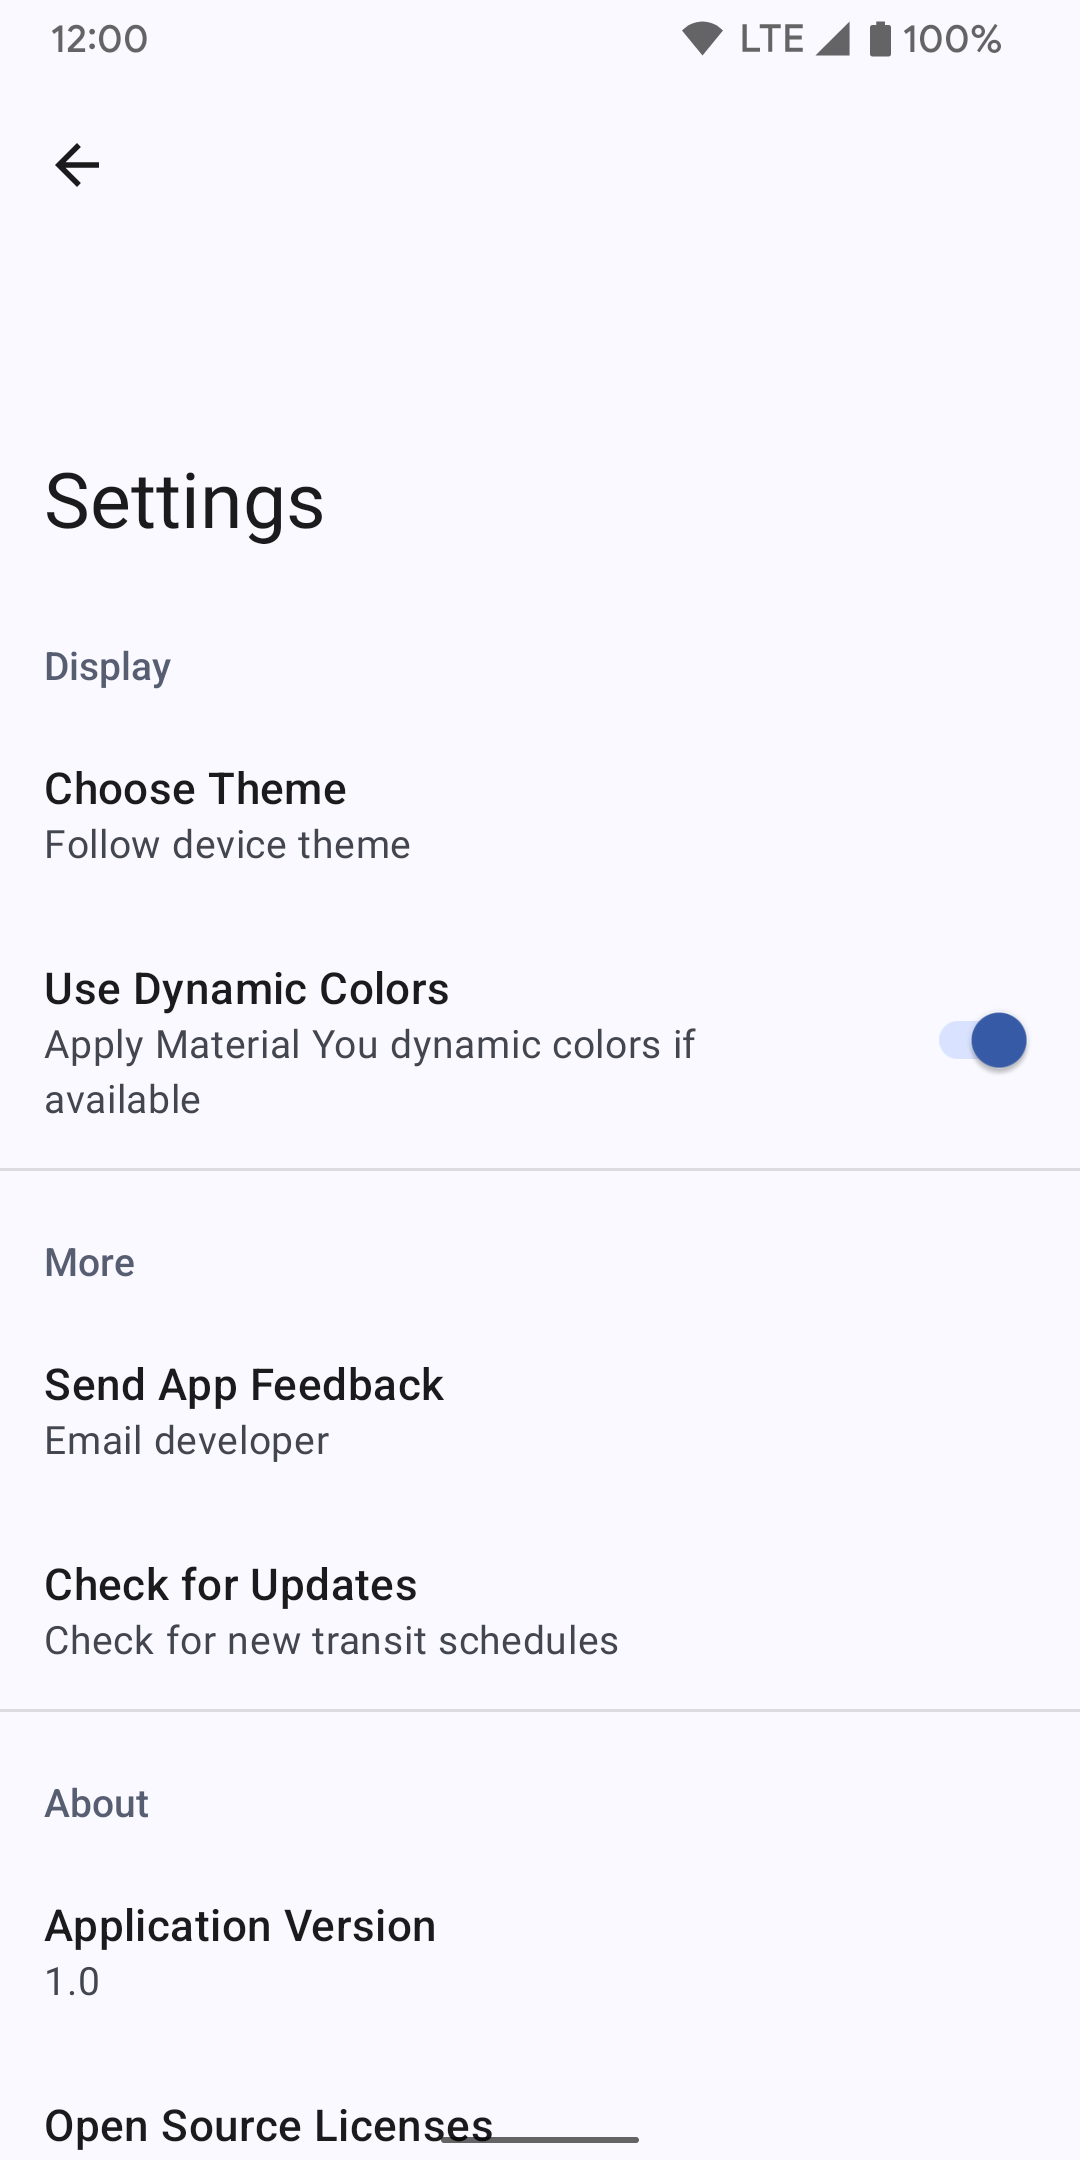 12:00 LTE 100%
Settings
Display
Choose Theme
Follow device theme
Use Dynamic Colors
Apply Material You dynamic colors if
available
More
Send App Feedback
Email developer
Check for Updates
Check for new transit schedules
About
Application Version
1.0
Open Source Licenses